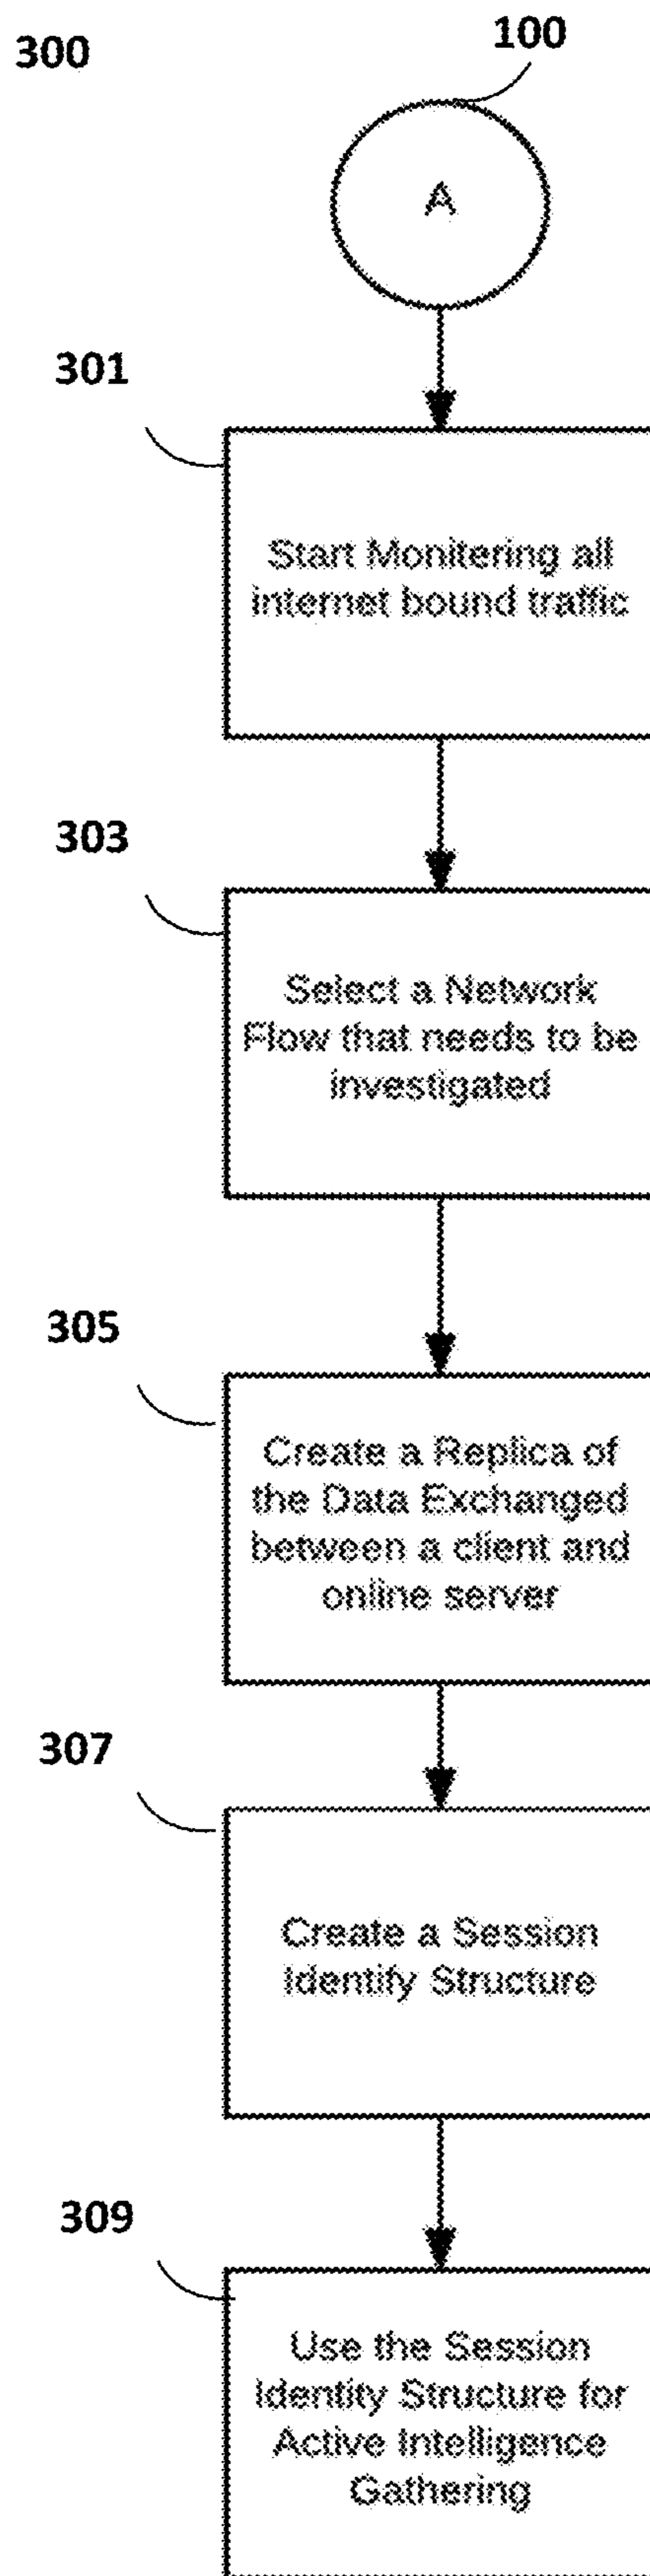 300
100
A
301
Start Monitering all
internet bound traffic
303
Select a Network
Flow that needs to be
investigated
305
Create a Replica of
the Data Exchanged
between a client and
online server
307
Create a Session
Identify Structure
309
Use the Session
Identity Structure for
Active Intelligence
Gathering